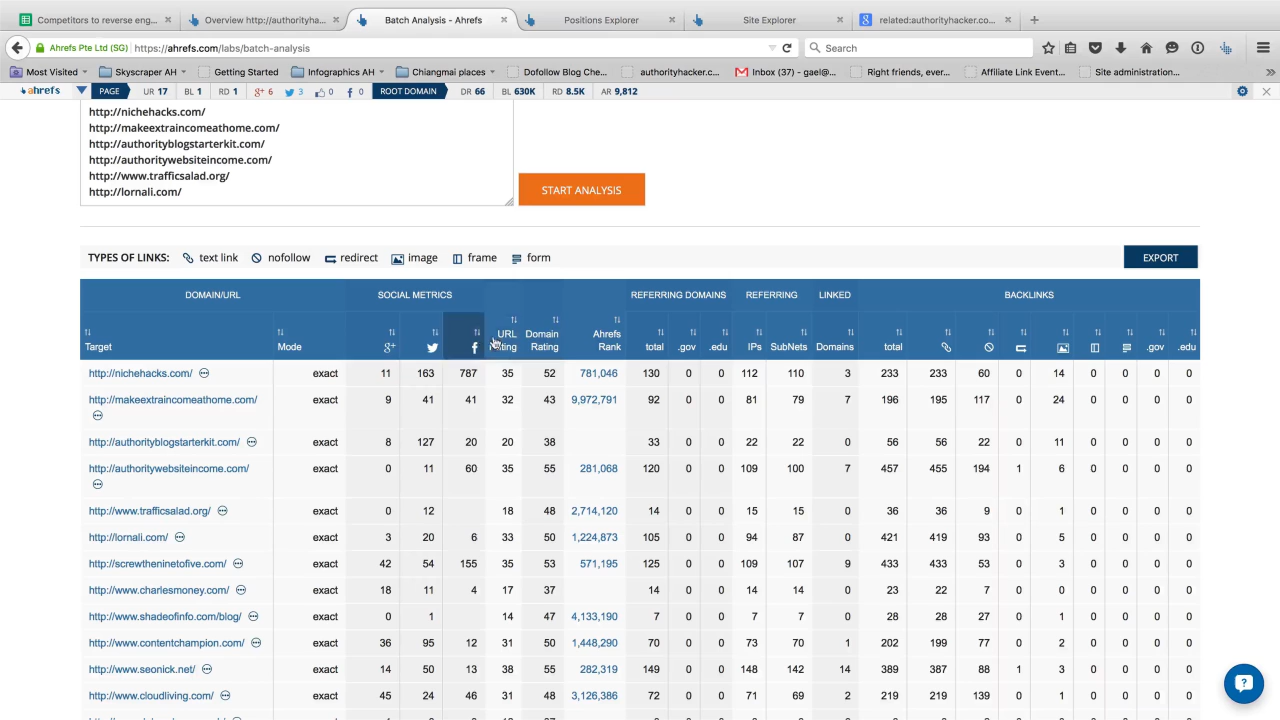 Competitors to reverse eng... × Overview http://authorityha... × Batch Analysis - Ahrefs × Positions Explorer × Site Explorer × related:authorityhacker.co... × +
Ahrefs Pte Ltd (SG) https://ahrefs.com/labs/batch-analysis Search
Most Visited Skyscraper AH Getting Started Infographics AH Chiangmai places Dofollow Blog Che... authorityhacker.c... Inbox (37) - gael@... Right friends, ever... Affiliate Link Event... Site administration... »
ahrefs PAGE UR 17 BL 1 RD 1 6 3 0 0 ROOT DOMAIN DR 66 BL 630K RD 8.5K AR 9,812
http://nichehacks.com/
http://makeextraincomeathome.com/
http://authorityblogstarterkit.com/
http://authoritywebsiteincome.com/
http://www.trafficsalad.org/
http://lornali.com/
START ANALYSIS
TYPES OF LINKS: text link nofollow redirect image frame form EXPORT
DOMAIN/URL SOCIAL METRICS REFERRING DOMAINS REFERRING LINKED BACKLINKS
Target Mode URL Domain Rating Ahrefs Rank total .gov .edu IPs SubNets Domains total .gov .edu
http://nichehacks.com/ exact 11 163 787 35 52 781,046 130 0 0 112 110 3 233 233 60 0 14 0 0 0 0
http://makeextraincomeathome.com/ exact 9 41 41 32 43 9,972,791 92 0 0 81 79 7 196 195 117 0 24 0 0 0 0
http://authorityblogstarterkit.com/ exact 8 127 20 20 38 33 0 0 22 22 0 56 56 22 0 11 0 0 0 0
http://authoritywebsiteincome.com/ exact 0 11 60 35 55 281,068 120 0 0 109 100 7 457 455 194 1 6 0 0 0 0
http://www.trafficsalad.org/ exact 0 12 18 48 2,714,120 14 0 0 15 15 0 36 36 9 0 1 0 0 0 0
http://lornali.com/ exact 3 20 6 33 50 1,224,873 105 0 0 94 87 0 421 419 93 0 5 0 0 0 0
http://screwtheninetofive.com/ exact 42 54 155 35 53 571,195 125 0 0 109 107 9 433 433 53 0 3 0 0 0 0
http://www.charlesmoney.com/ exact 18 11 4 17 37 14 0 0 14 14 0 23 22 7 0 0 0 0 0 0
http://www.shadeofinfo.com/blog/ exact 0 1 14 47 4,133,190 7 0 0 7 7 0 28 28 27 0 1 0 0 0 0
http://www.contentchampion.com/ exact 36 95 12 31 50 1,448,290 70 0 0 73 70 1 202 199 77 0 2 0 0 0 0
http://www.seonick.net/ exact 14 50 13 38 55 282,319 149 0 0 148 142 14 389 387 88 1 3 0 0 0 0
http://www.cloudliving.com/ exact 45 24 46 31 48 3,126,386 72 0 0 71 69 2 219 219 139 0 1 0 0 0 0